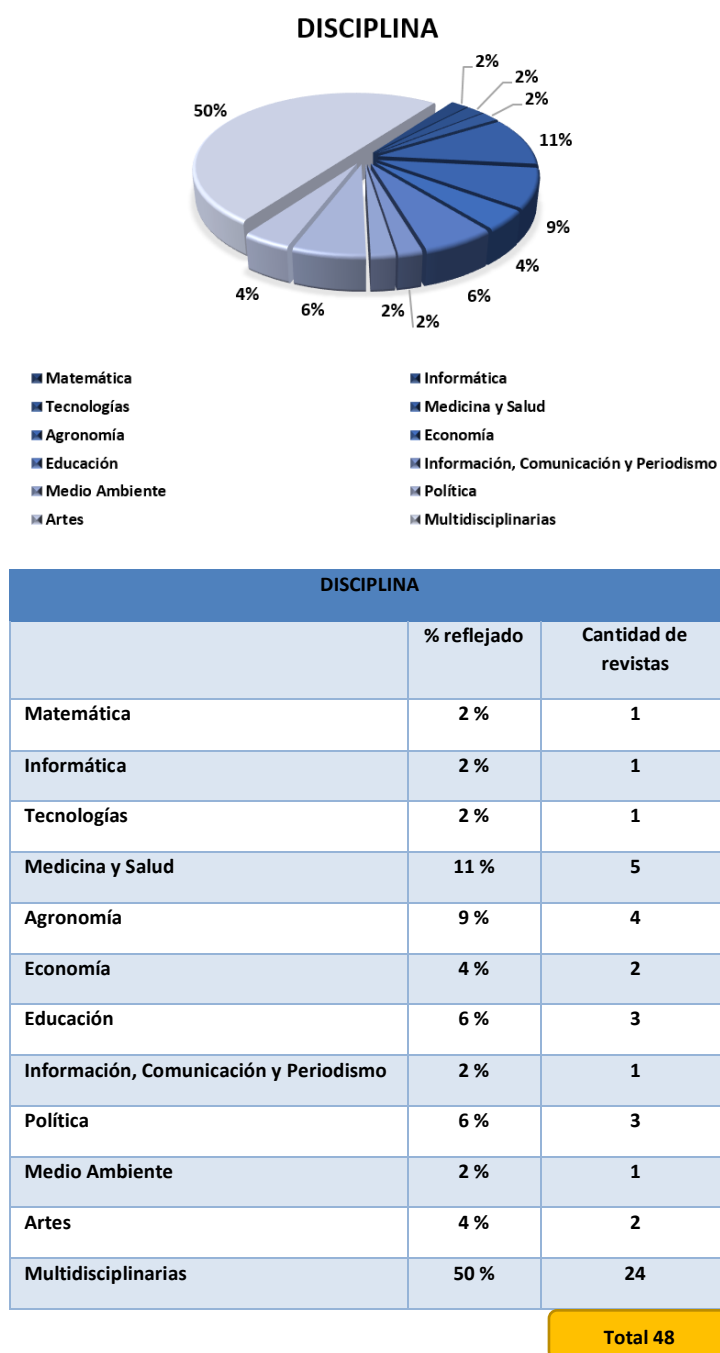 DISCIPLINA
2%
2%
2%
50%
11%
9%
4%
4%
6%
6%
2%
2%
Matemática
Informática
Tecnologías
Medicina y Salud
Agronomía
Economía
Educación
Información, Comunicación y Periodismo
Medio Ambiente
Política
Artes
Multidisciplinarias
DISCIPLINA
% reflejado
Cantidad de
revistas
Matemática 2 % 1
Informática 2 % 1
Tecnologías 2 % 1
Medicina y Salud 11 % 5
Agronomía 9 % 4
Economía 4 % 2
Educación 6 % 3
Información, Comunicación y Periodismo 2 % 1
Política 6 % 3
Medio Ambiente 2 % 1
Artes 4 % 2
Multidisciplinarias 50 % 24
Total 48